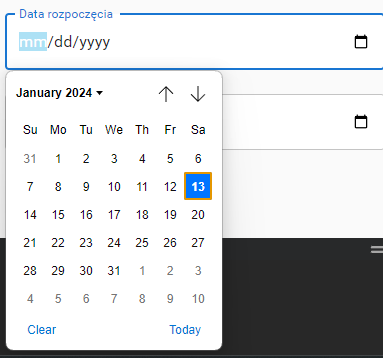 Data rozpoczęcia
mm/dd/yyyy
January 2024
Su Mo Tu We Th Fr Sa
31 1 2 3 4 5 6
7 8 9 10 11 12 13
14 15 16 17 18 19 20
21 22 23 24 25 26 27
28 29 30 31 1 2 3
4 5 6 7 8 9 10
Clear Today